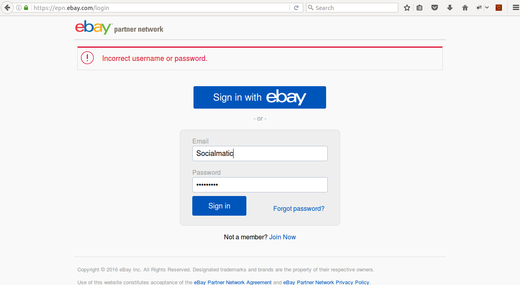 https://epn.ebay.com/login
Search
ebay partner network
Incorrect username or password.
Sign in with ebay
- or -
Email
Socialmatic
Password
•••••••••
Sign in
Forgot password?
Not a member? Join Now
Copyright © 2016 eBay Inc. All Rights Reserved. Designated trademarks and brands are the property of their respective owners.
Use of this website constitutes acceptance of the eBay Partner Network Agreement and eBay Partner Network Privacy Policy.